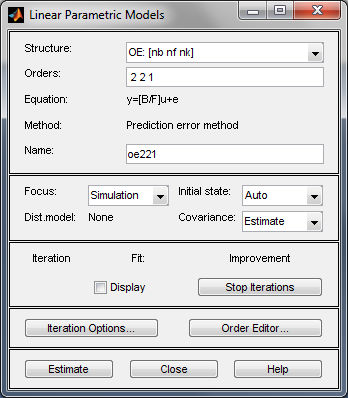 Linear Parametric Models
Structure: OE: [nb nf nk]
Orders: 2 2 1
Equation: y=[B/F]u+e
Method: Prediction error method
Name: oe221
Focus: Simulation Initial state: Auto
Dist.model: None Covariance: Estimate
Iteration Fit: Improvement
Display Stop Iterations
Iteration Options... Order Editor...
Estimate Close Help